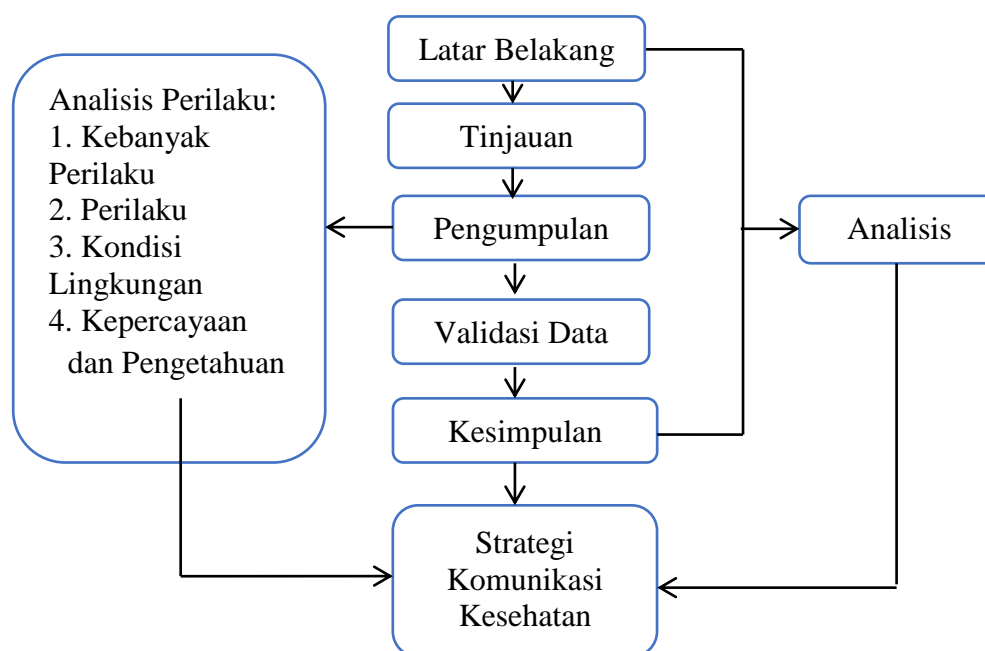 Latar Belakang
Analisis Perilaku:
1. Kebanyak
Perilaku
2. Perilaku
3. Kondisi
Lingkungan
4. Kepercayaan
dan Pengetahuan
Tinjauan
Pengumpulan
Analisis
Validasi Data
Kesimpulan
Strategi
Komunikasi
Kesehatan